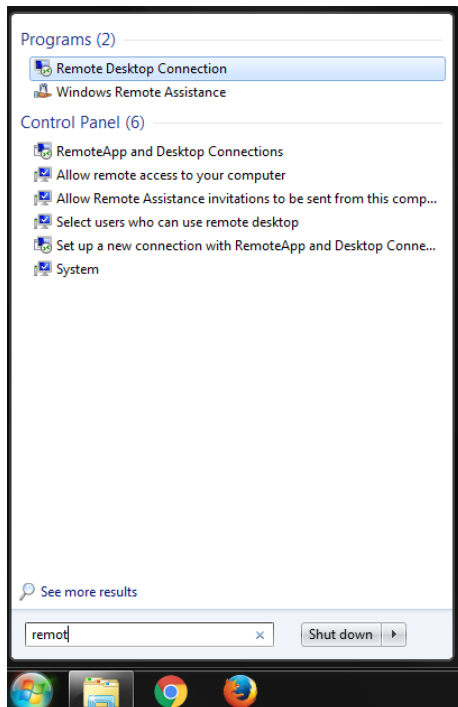 Programs (2)
Remote Desktop Connection
Windows Remote Assistance
Control Panel (6)
RemoteApp and Desktop Connections
Allow remote access to your computer
Allow Remote Assistance invitations to be sent from this comp...
Select users who can use remote desktop
Set up a new connection with RemoteApp and Desktop Conne...
System
See more results
remot
Shut down